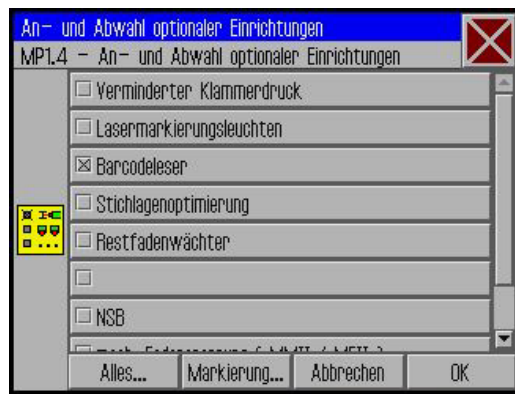 An- und Abwahl optionaler Einrichtungen
MP1.4 - An- und Abwahl optionaler Einrichtungen
Verminderter Klammerdruck
Lasermarkierungsleuchten
Barcodeleser
Stichlagenoptimierung
Restfadenwächter
NSB
Alles...
Markierung...
Abbrechen
OK